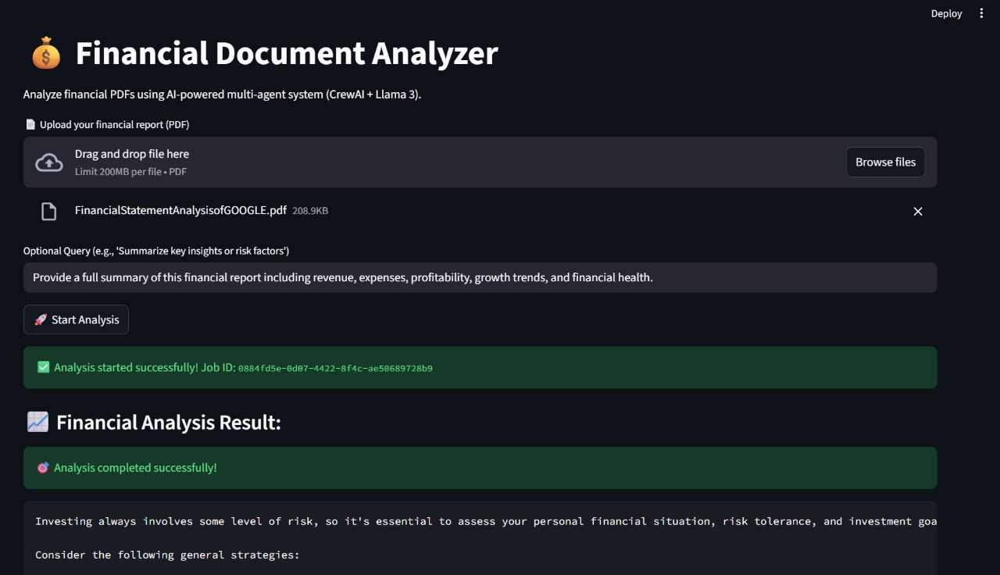 Deploy
Financial Document Analyzer
Analyze financial PDFs using AI-powered multi-agent system (CrewAI + Llama 3).
Upload your financial report (PDF)
Drag and drop file here
Limit 200MB per file • PDF
Browse files
FinancialStatementAnalysisofGOOGLE.pdf 208.9KB
Optional Query (e.g., 'Summarize key insights or risk factors')
Provide a full summary of this financial report including revenue, expenses, profitability, growth trends, and financial health.
Start Analysis
Analysis started successfully! Job ID: 0884fd5e-0d07-4422-8f4c-ae50689728b9
Financial Analysis Result:
Analysis completed successfully!
Investing always involves some level of risk, so it's essential to assess your personal financial situation, risk tolerance, and investment goa
Consider the following general strategies: